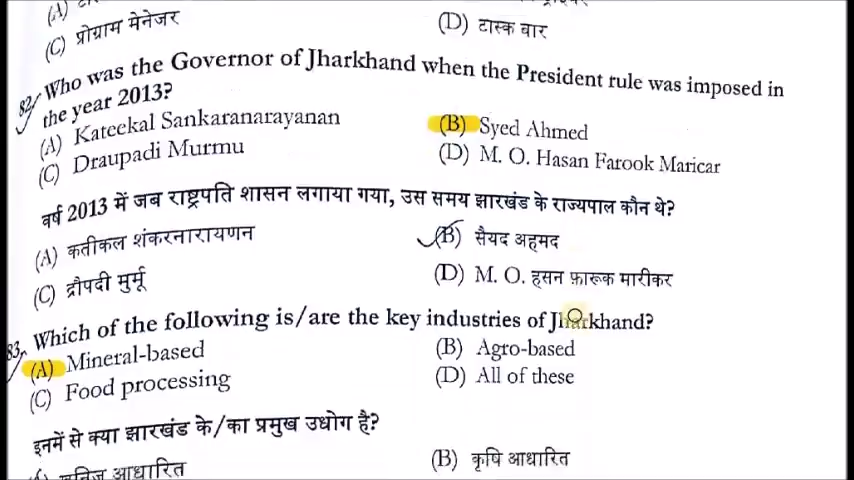 (A)
(C) प्रोग्राम मेनेजर
(D) टास्क बार
82. Who was the Governor of Jharkhand when the President rule was imposed in
the year 2013?
(A) Kateekal Sankaranarayanan
(B) Syed Ahmed
(C) Draupadi Murmu
(D) M. O. Hasan Farook Maricar
वर्ष 2013 में जब राष्ट्रपति शासन लगाया गया, उस समय झारखंड के राज्यपाल कौन थे?
(A) कतीकल शंकरनारायणन
(B) सैयद अहमद
(C) द्रौपदी मुर्मू
(D) M. O. हसन फ़ारूक मारीकर
83. Which of the following is/are the key industries of Jharkhand?
(A) Mineral-based
(B) Agro-based
(C) Food processing
(D) All of these
इनमें से क्या झारखंड के/का प्रमुख उधोग है?
खनिज आधारित
(B) कृषि आधारित